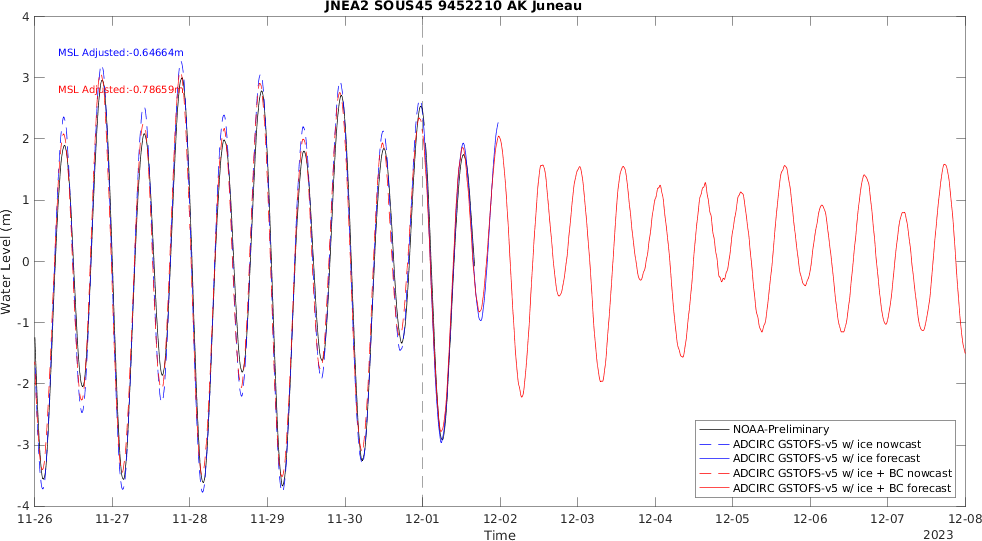 JNEA2 SOUS45 9452210 AK Juneau
MSL Adjusted:-0.64664m
MSL Adjusted:-0.78659m
Water Level (m)
4
3
2
1
0
-1
-2
-3
-4
NOAA-Preliminary
ADCIRC GSTOFS-v5 w/ ice nowcast
ADCIRC GSTOFS-v5 w/ ice forecast
ADCIRC GSTOFS-v5 w/ ice + BC nowcast
ADCIRC GSTOFS-v5 w/ ice + BC forecast
11-26 11-27 11-28 11-29 11-30 12-01 12-02 12-03 12-04 12-05 12-06 12-07 12-08
Time
2023